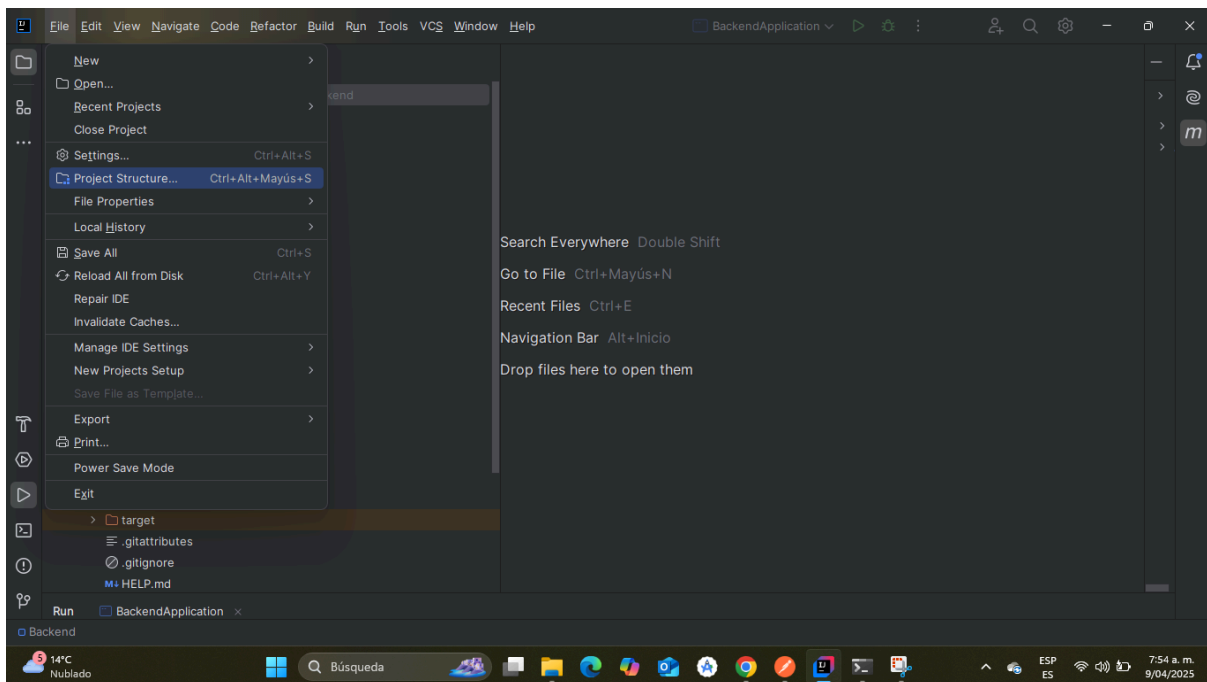 File Edit View Navigate Code Refactor Build Run Tools VCS Window Help BackendApplication
New
Open...
Recent Projects
Close Project
Settings... Ctrl+Alt+S
Project Structure... Ctrl+Alt+Mayús+S
File Properties
Local History
Save All Ctrl+S
Reload All from Disk Ctrl+Alt+Y
Repair IDE
Invalidate Caches...
Manage IDE Settings
New Projects Setup
Save File as Template...
Export
Print...
Power Save Mode
Exit
kend
Search Everywhere Double Shift
Go to File Ctrl+Mayús+N
Recent Files Ctrl+E
Navigation Bar Alt+Inicio
Drop files here to open them
m
target
.gitattributes
.gitignore
M↓ HELP.md
Run BackendApplication
Backend
5
14°C
Nublado
Búsqueda
ESP
ES
7:54 a. m.
9/04/2025